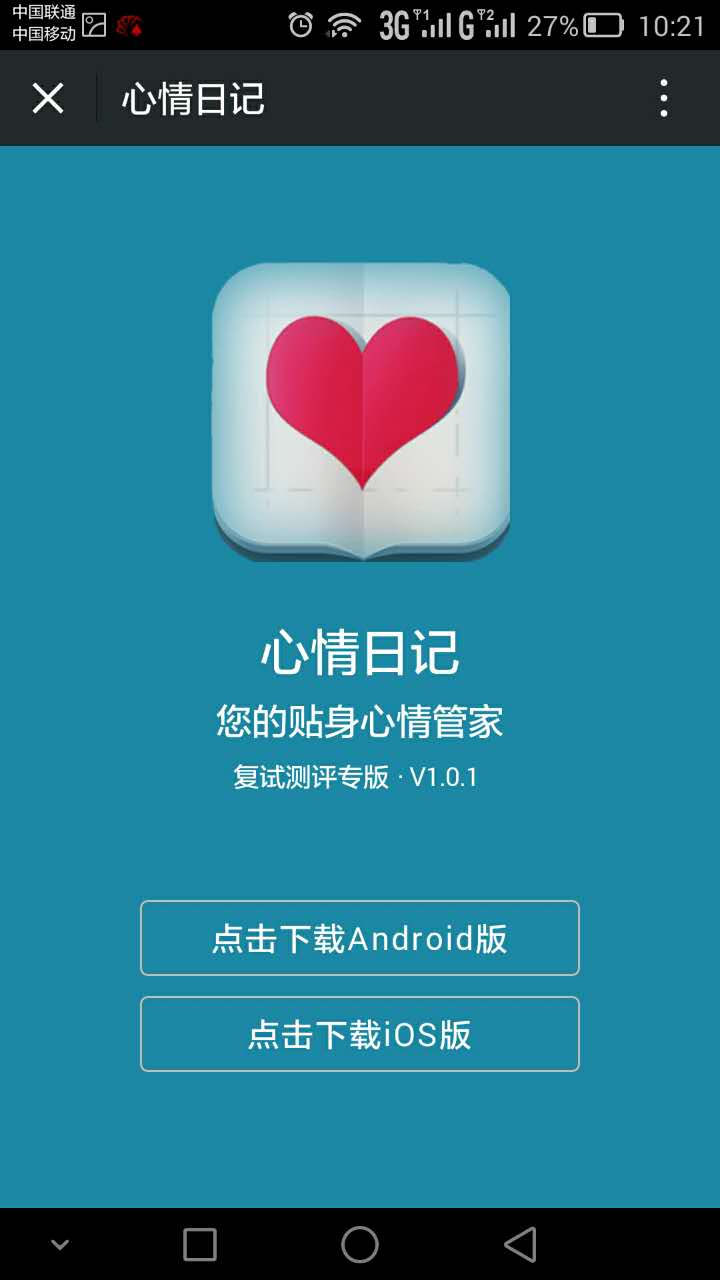 中国联通
中国移动
3G T1 G T2 27% 10:21
心情日记
心情日记
您的贴身心情管家
复试测评专版 · V1.0.1
点击下载Android版
点击下载iOS版